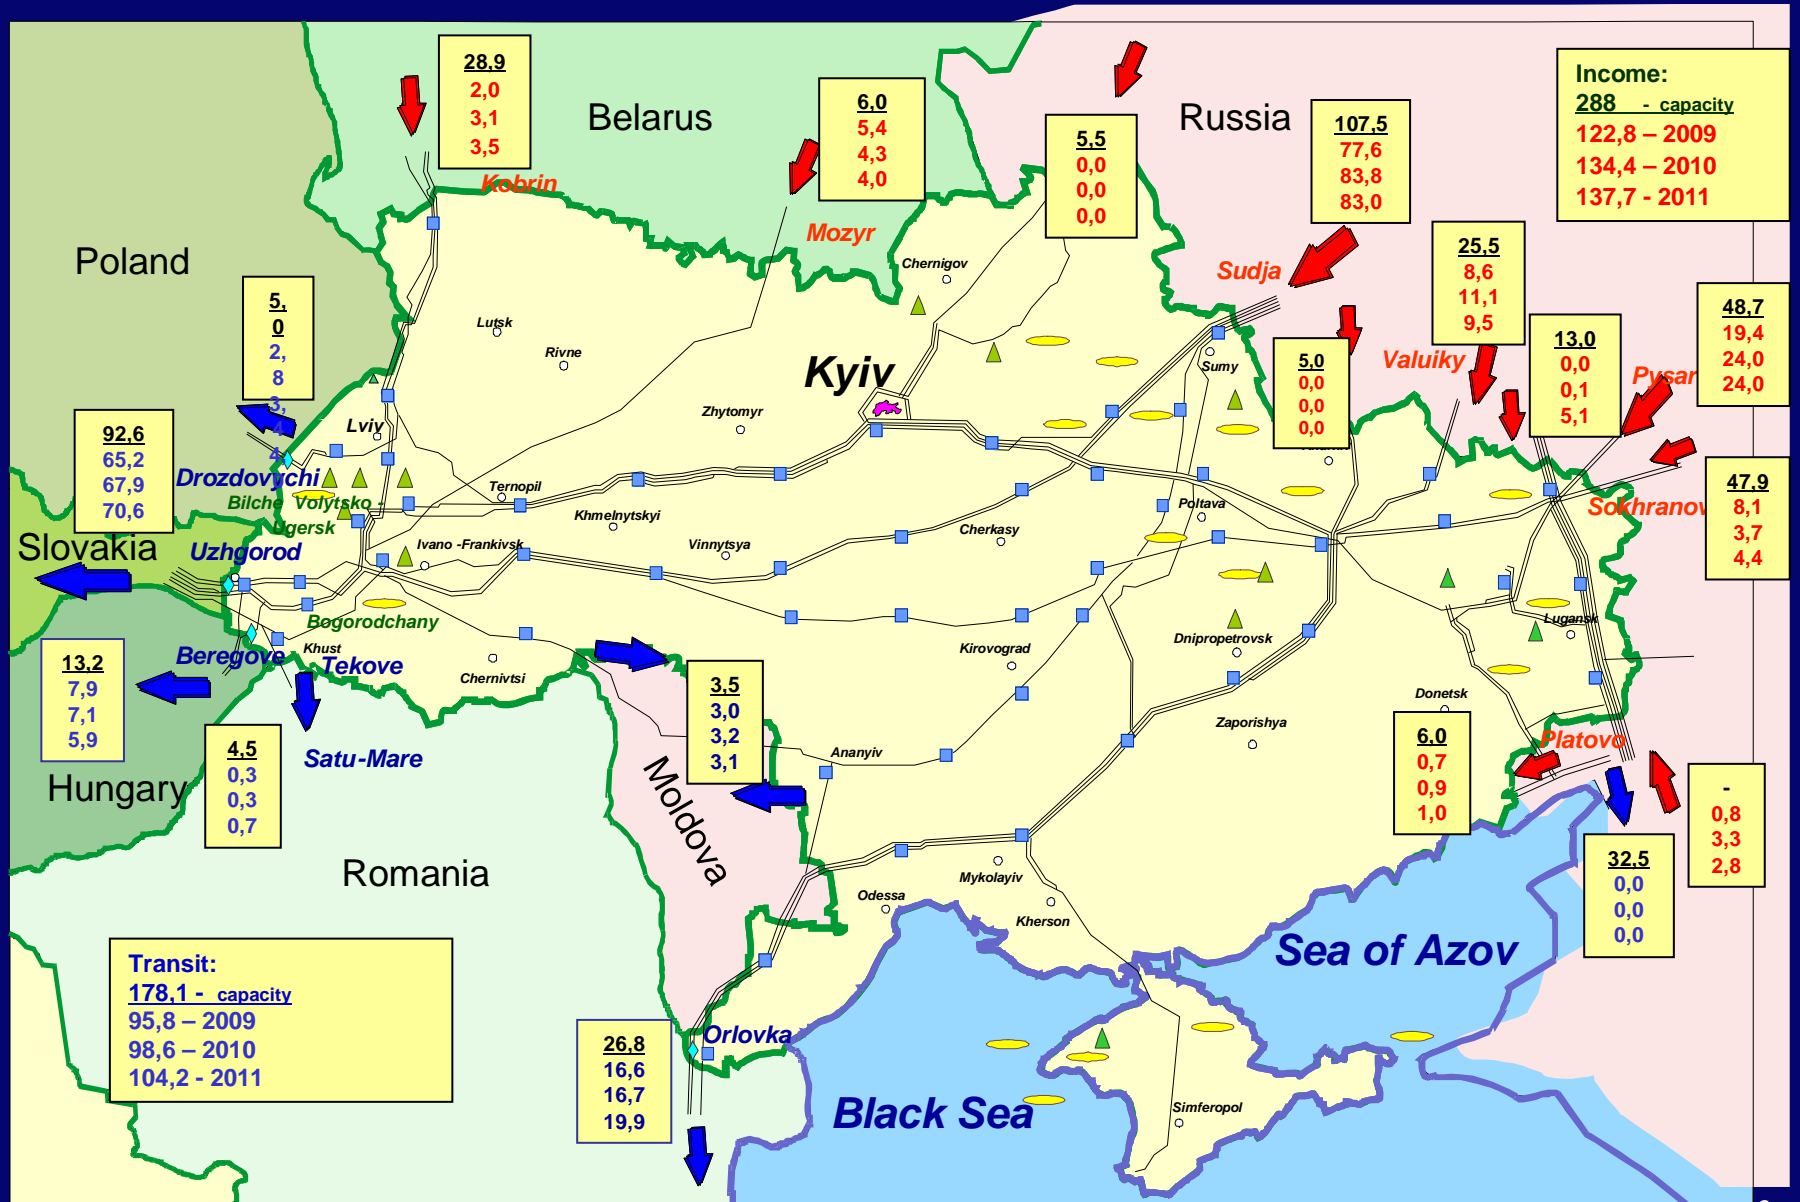 28,9
2,0
3,1
3,5
Kobrin
Belarus
6,0
5,4
4,3
4,0
Mozyr
5,5
0,0
0,0
0,0
Russia
107,5
77,6
83,8
83,0
Sudja
Income:
288 - capacity
122,8 – 2009
134,4 – 2010
137,7 - 2011
25,5
8,6
11,1
9,5
Valuiky
48,7
19,4
24,0
24,0
13,0
0,0
0,1
5,1
Pysar
5,0
0,0
0,0
0,0
47,9
8,1
3,7
4,4
Sokhranov
Poland
5,
0
2,
8
3,
4
4
Drozdovychi
92,6
65,2
67,9
70,6
Slovakia
Uzhgorod
Bilche Volytsko -
Ugersk
Chernigov
Lutsk
Rivne
Kyiv
Zhytomyr
Lviv
Sumy
Ternopil
Khmelnytskyi
Ivano -Frankivsk
Vinnytsya
Cherkasy
Poltava
Bogorodchany
Khust
Beregove
Tekove
Chernivtsi
Kirovograd
Dnipropetrovsk
Lugansk
Donetsk
Zaporishya
13,2
7,9
7,1
5,9
Hungary
4,5
0,3
0,3
0,7
Satu-Mare
3,5
3,0
3,2
3,1
Moldova
Ananyiv
6,0
0,7
0,9
1,0
Platovo
-
0,8
3,3
2,8
32,5
0,0
0,0
0,0
Romania
Mykolayiv
Odessa
Kherson
Sea of Azov
Transit:
178,1 - capacity
95,8 – 2009
98,6 – 2010
104,2 - 2011
26,8
16,6
16,7
19,9
Orlovka
Black Sea
Simferopol